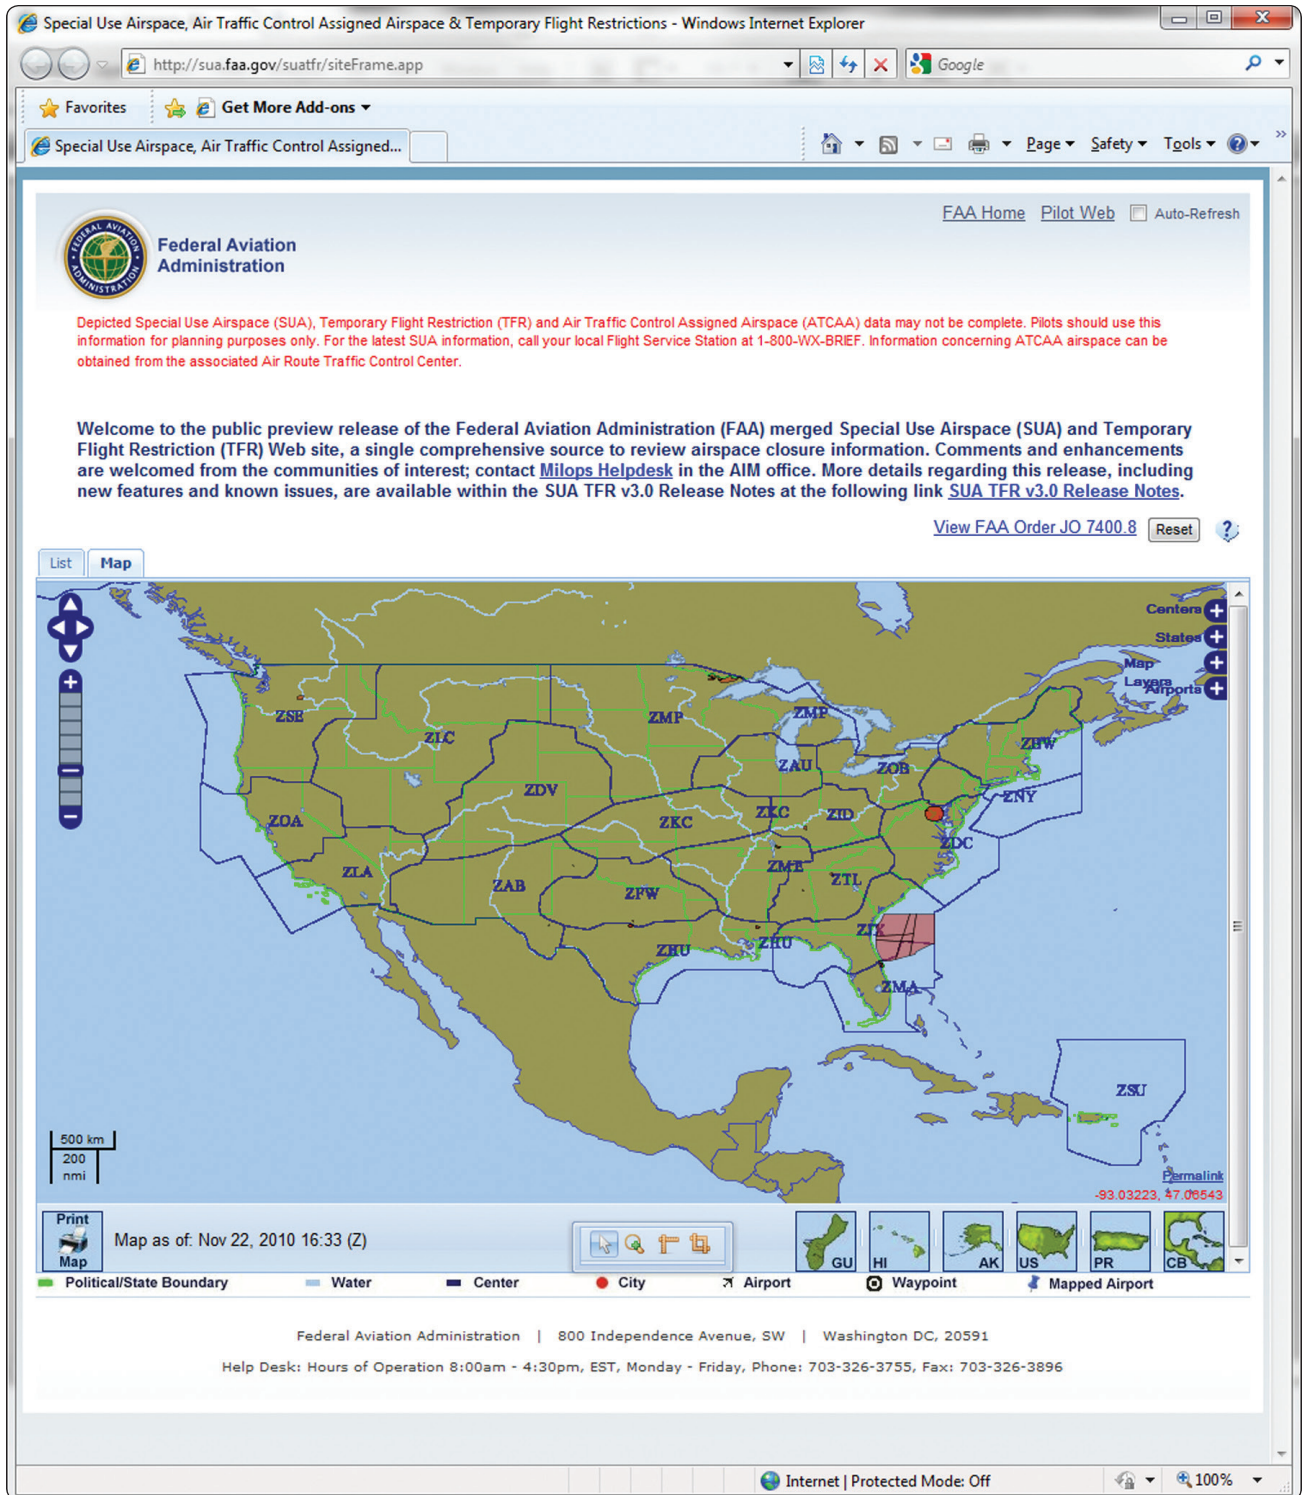 Special Use Airspace, Air Traffic Control Assigned Airspace & Temporary Flight Restrictions - Windows Internet Explorer
http://sua.faa.gov/suatfr/siteFrame.app
Google
Favorites
Get More Add-ons
Special Use Airspace, Air Traffic Control Assigned...
Page
Safety
Tools
FAA Home
Pilot Web
Auto-Refresh
Federal Aviation
Administration
FEDERAL AVIATION ADMINISTRATION
Depicted Special Use Airspace (SUA), Temporary Flight Restriction (TFR) and Air Traffic Control Assigned Airspace (ATCAA) data may not be complete. Pilots should use this
information for planning purposes only. For the latest SUA information, call your local Flight Service Station at 1-800-WX-BRIEF. Information concerning ATCAA airspace can be
obtained from the associated Air Route Traffic Control Center.
Welcome to the public preview release of the Federal Aviation Administration (FAA) merged Special Use Airspace (SUA) and Temporary
Flight Restriction (TFR) Web site, a single comprehensive source to review airspace closure information. Comments and enhancements
are welcomed from the communities of interest; contact Milops Helpdesk in the AIM office. More details regarding this release, including
new features and known issues, are available within the SUA TFR v3.0 Release Notes at the following link SUA TFR v3.0 Release Notes.
View FAA Order JO 7400.8
Reset
List
Map
Centers
States
Map
Layers
Airports
ZSE
ZLC
ZMP
ZMP
ZBW
ZAU
ZOB
ZDV
ZNY
ZOA
ZKC
ZKC
ZID
ZDC
ZLA
ZAB
ZFW
ZME
ZTL
ZHU
ZHU
ZJX
ZMA
ZSU
500 km
200
nmi
Permalink
-93.03223, 47.06543
Print
Map
Map as of: Nov 22, 2010 16:33 (Z)
GU
HI
AK
US
PR
CB
Political/State Boundary
Water
Center
City
Airport
Waypoint
Mapped Airport
Federal Aviation Administration | 800 Independence Avenue, SW | Washington DC, 20591
Help Desk: Hours of Operation 8:00am - 4:30pm, EST, Monday - Friday, Phone: 703-326-3755, Fax: 703-326-3896
Internet | Protected Mode: Off
100%